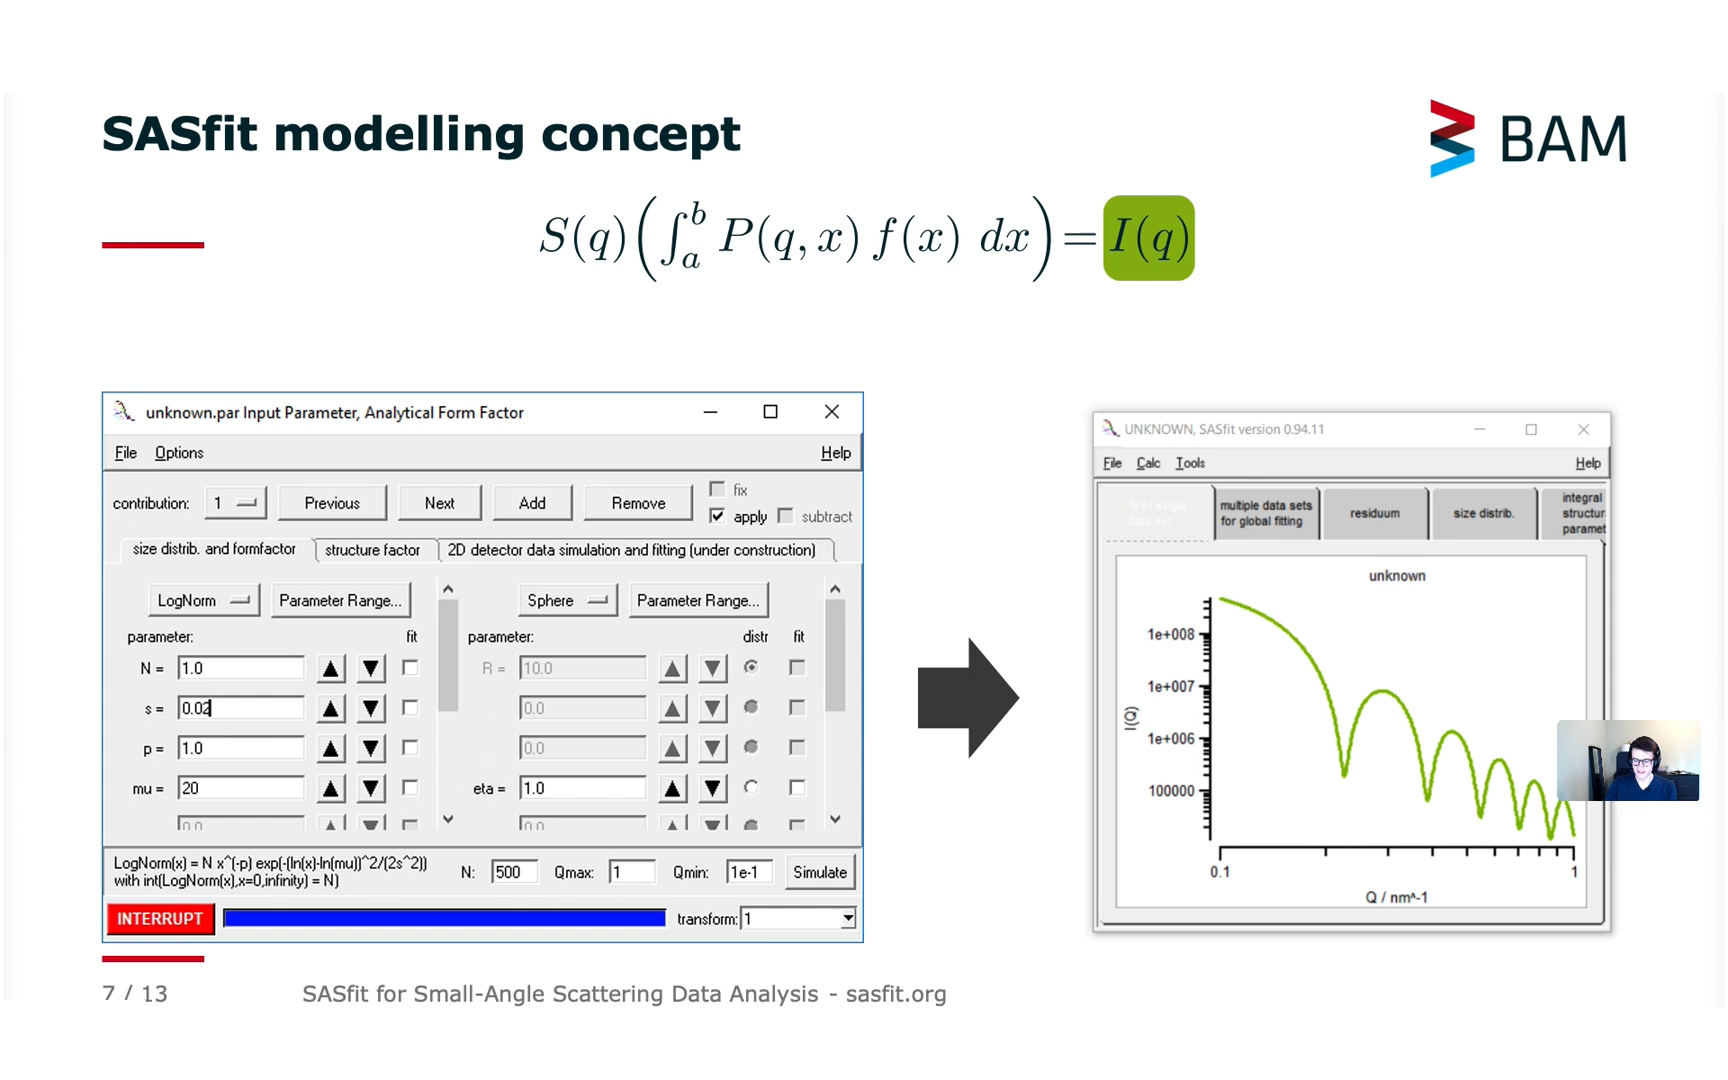 SASfit modelling concept
BAM
S(q)(∫_a^b P(q, x) f(x) dx) = I(q)
unknown.par Input Parameter, Analytical Form Factor
File Options Help
contribution: 1 Previous Next Add Remove fix
apply subtract
size distrib. and formfactor structure factor 2D detector data simulation and fitting (under construction)
LogNorm Parameter Range... Sphere Parameter Range...
parameter: fit parameter: distr fit
N = 1.0 R = 10.0
s = 0.02 0.0
p = 1.0 0.0
mu = 20 eta = 1.0
0.0 0.0
LogNorm(x) = N x^(-p) exp(-(ln(x)-ln(mu))^2/(2s^2))
with int(LogNorm(x),x=0,infinity) = N)
N: 500 Qmax: 1 Qmin: 1e-1 Simulate
INTERRUPT transform: 1
UNKNOWN, SASfit version 0.94.11
File Calc Tools Help
fit of single
data set
multiple data sets
for global fitting
residuum
size distrib.
integral
structur
paramet
unknown
1e+008
1e+007
1e+006
100000
I(Q)
0.1 1
Q / nm^-1
7 / 13 SASfit for Small-Angle Scattering Data Analysis - sasfit.org